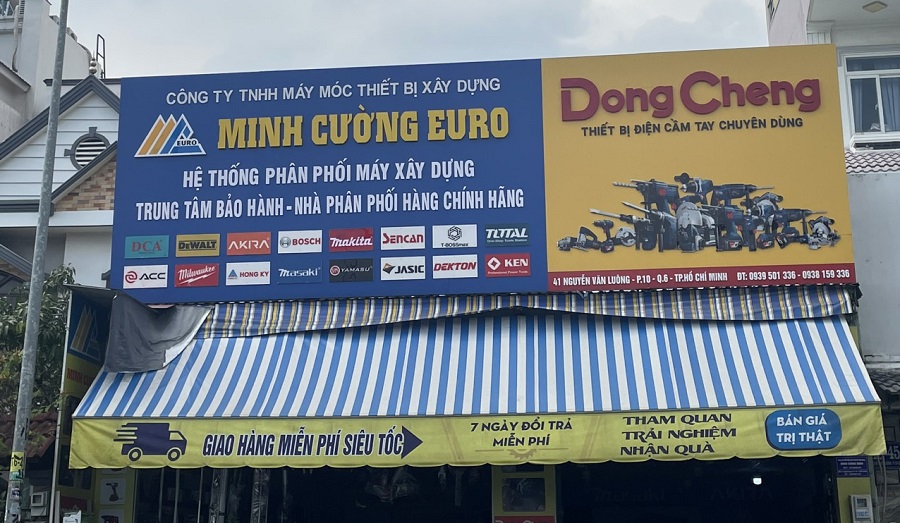 CÔNG TY TNHH MÁY MÓC THIẾT BỊ XÂY DỰNG
EURO
MINH CƯỜNG EURO
HỆ THỐNG PHÂN PHỐI MÁY XÂY DỰNG
TRUNG TÂM BẢO HÀNH - NHÀ PHÂN PHỐI HÀNG CHÍNH HÃNG
DCA DEWALT AKIRA BOSCH makita SENCAN T-BOSSmax TOTAL
ACC Milwaukee HONG KY masaki YAMASU JASIC DEKTON KEN
DongCheng
THIẾT BỊ ĐIỆN CẦM TAY CHUYÊN DÙNG
41 NGUYỄN VĂN LUÔNG - P.10 - Q.6 - TP.HỒ CHÍ MINH ĐT: 0939 501 336 - 0938 159 336
GIAO HÀNG MIỄN PHÍ SIÊU TỐC
7 NGÀY ĐỔI TRẢ
MIỄN PHÍ
THAM QUAN
TRẢI NGHIỆM
NHẬN QUÀ
BÁN GIÁ
TRỊ THẬT